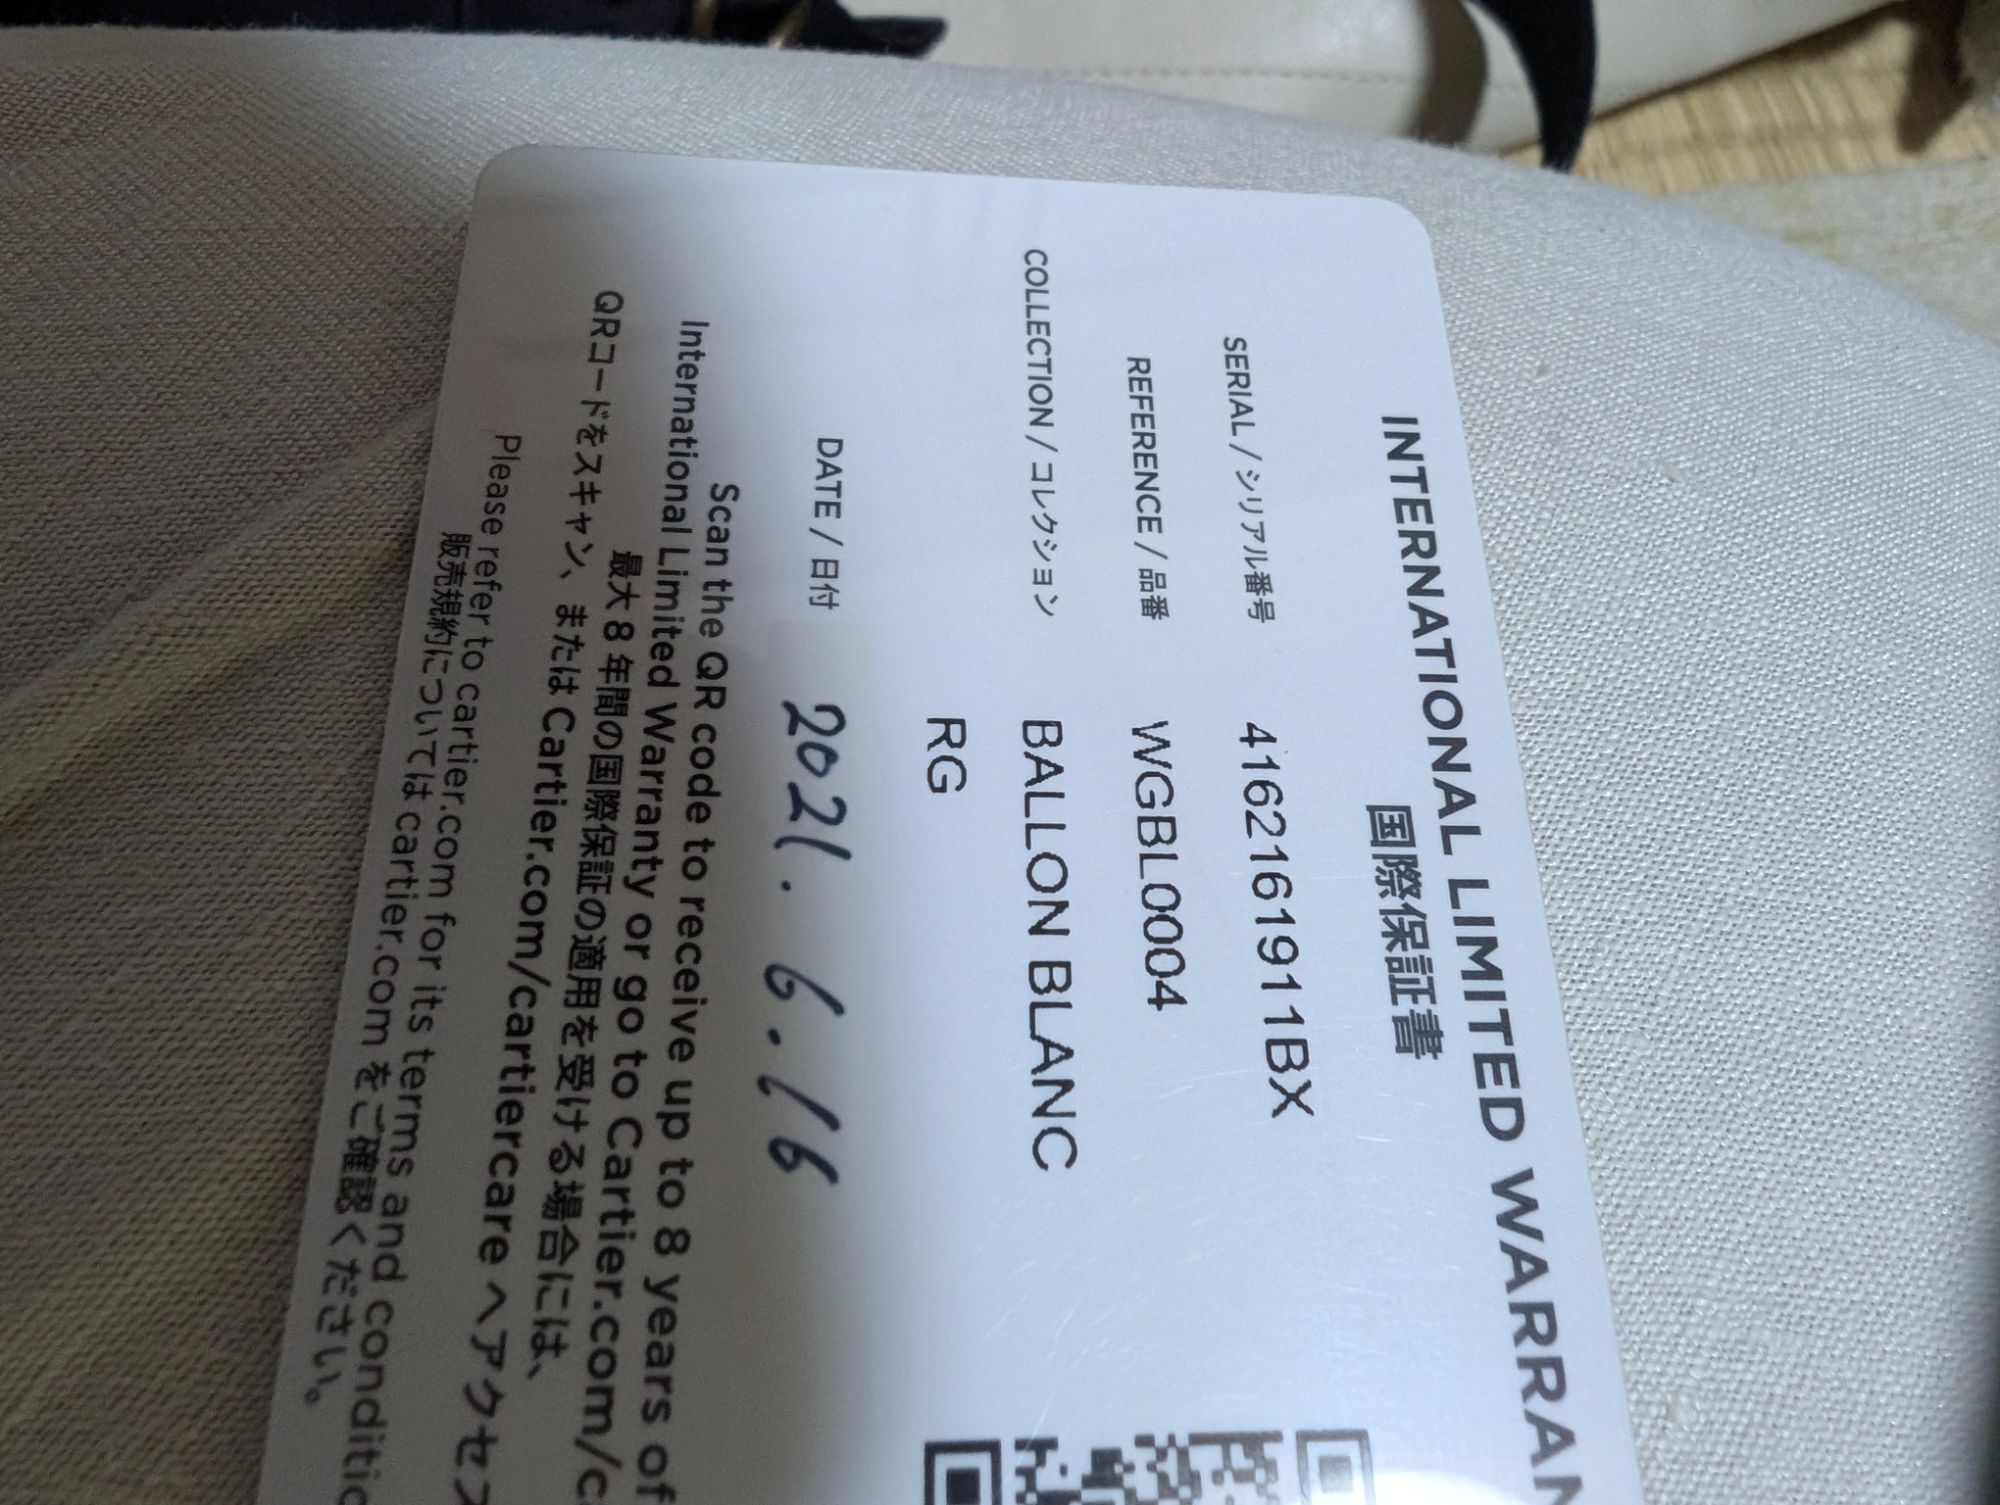 INTERNATIONAL LIMITED
国際保証書
SERIAL / シリアル番号 4162161911BX
REFERENCE / 品番 WGBL0004
COLLECTION / コレクション BALLON BLANC
RG
DATE / 日付 2021.6.16
Scan the QR code to receive up to 8 years of
International Limited Warranty or go to Cartier.com/c
最大 8 年間の国際保証の適用を受ける場合には、
QRコードをスキャン、または Cartier.com/cartiercare へアクセス
Please refer to cartier.com for its terms and
販売規約については cartier.com をご確認ください。